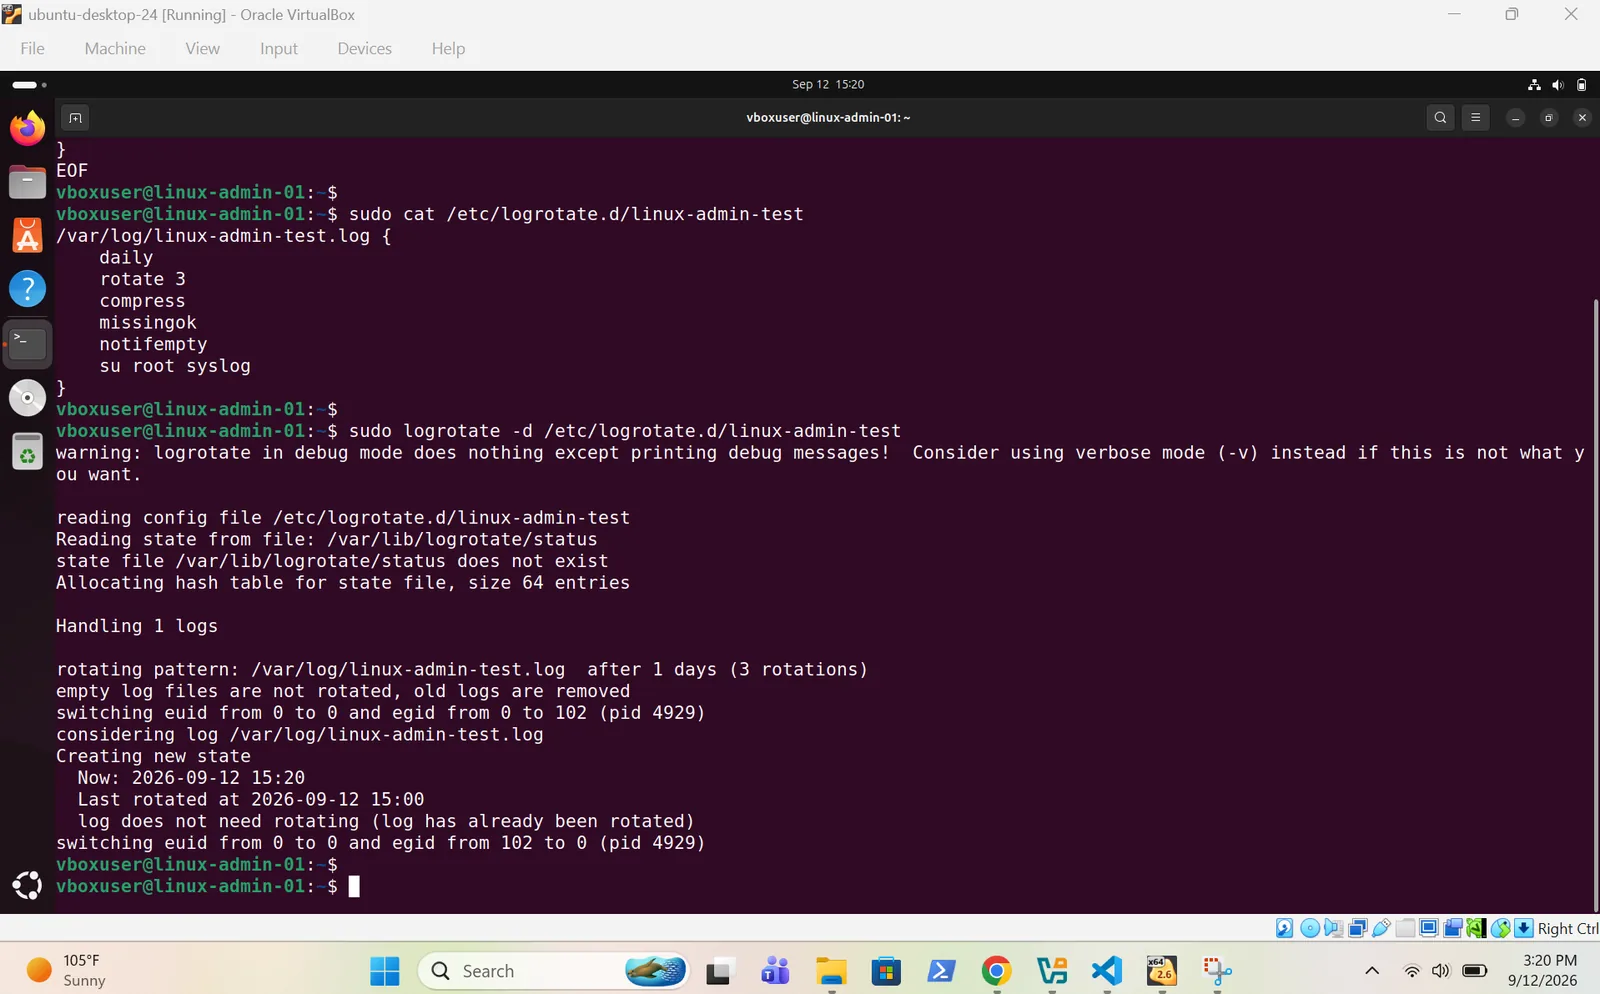 ubuntu-desktop-24 [Running] - Oracle VirtualBox
File Machine View Input Devices Help
Sep 12 15:20
vboxuser@linux-admin-01: ~
}
EOF
vboxuser@linux-admin-01:~$
vboxuser@linux-admin-01:~$ sudo cat /etc/logrotate.d/linux-admin-test
/var/log/linux-admin-test.log {
    daily
    rotate 3
    compress
    missingok
    notifempty
    su root syslog
}
vboxuser@linux-admin-01:~$
vboxuser@linux-admin-01:~$ sudo logrotate -d /etc/logrotate.d/linux-admin-test
warning: logrotate in debug mode does nothing except printing debug messages!  Consider using verbose mode (-v) instead if this is not what y
ou want.
reading config file /etc/logrotate.d/linux-admin-test
Reading state from file: /var/lib/logrotate/status
state file /var/lib/logrotate/status does not exist
Allocating hash table for state file, size 64 entries
Handling 1 logs
rotating pattern: /var/log/linux-admin-test.log  after 1 days (3 rotations)
empty log files are not rotated, old logs are removed
switching euid from 0 to 0 and egid from 0 to 102 (pid 4929)
considering log /var/log/linux-admin-test.log
Creating new state
  Now: 2026-09-12 15:20
  Last rotated at 2026-09-12 15:00
  log does not need rotating (log has already been rotated)
switching euid from 0 to 0 and egid from 102 to 0 (pid 4929)
vboxuser@linux-admin-01:~$
vboxuser@linux-admin-01:~$
Right Ctrl
105°F
Sunny
Search
x64
2.6
3:20 PM
9/12/2026